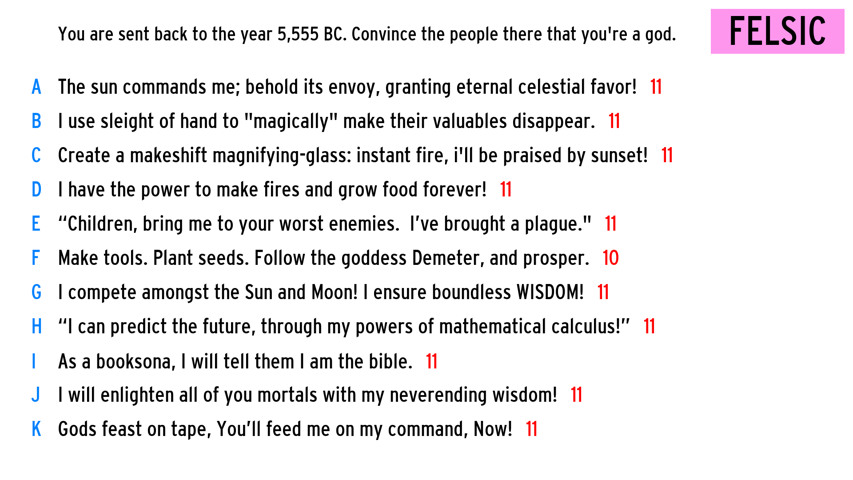 You are sent back to the year 5,555 BC. Convince the people there that you're a god.
FELSIC
A The sun commands me; behold its envoy, granting eternal celestial favor! 11
B I use sleight of hand to "magically" make their valuables disappear. 11
C Create a makeshift magnifying-glass: instant fire, i'll be praised by sunset! 11
D I have the power to make fires and grow food forever! 11
E “Children, bring me to your worst enemies. I’ve brought a plague." 11
F Make tools. Plant seeds. Follow the goddess Demeter, and prosper. 10
G I compete amongst the Sun and Moon! I ensure boundless WISDOM! 11
H “I can predict the future, through my powers of mathematical calculus!” 11
I As a booksona, I will tell them I am the bible. 11
J I will enlighten all of you mortals with my neverending wisdom! 11
K Gods feast on tape, You’ll feed me on my command, Now! 11